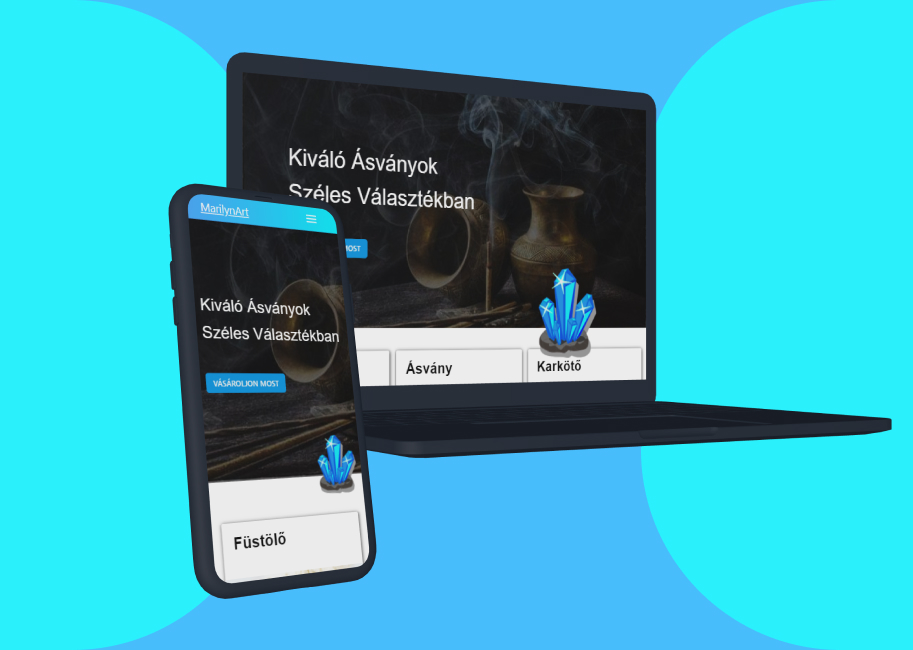 Kiváló Ásványok
Széles Választékban
MOST
Ásvány
Karkötő
MarilynArt
Kiváló Ásványok
Széles Választékban
VÁSÁROLJON MOST
Füstölő